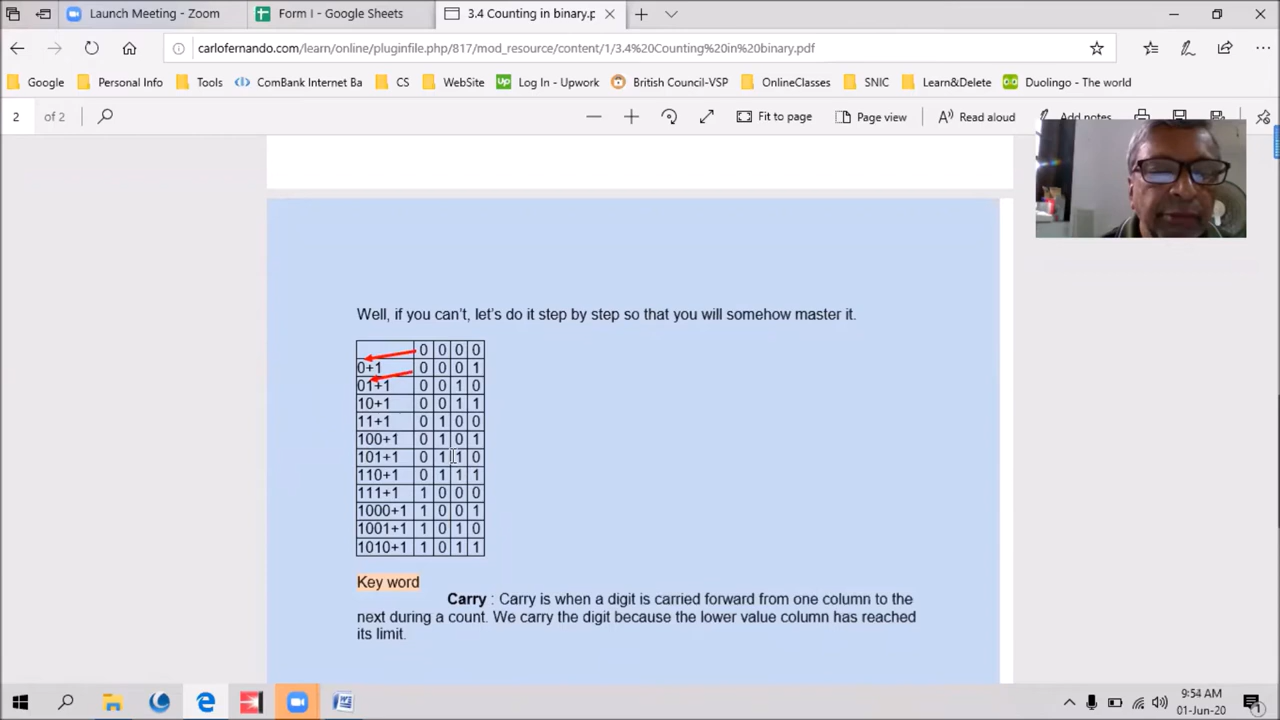 Launch Meeting - Zoom
Form I - Google Sheets
3.4 Counting in binary.p
carlofernando.com/learn/online/pluginfile.php/817/mod_resource/content/1/3.4%20Counting%20in%20binary.pdf
Google Personal Info Tools ComBank Internet Ba CS WebSite Up Log In - Upwork British Council-VSP OnlineClasses SNIC Learn&Delete Duolingo - The world
2 of 2 Fit to page Page view Read aloud Add notes
Well, if you can't, let's do it step by step so that you will somehow master it.
0 0 0 0
0+1 0 0 0 1
01+1 0 0 1 0
10+1 0 0 1 1
11+1 0 1 0 0
100+1 0 1 0 1
101+1 0 1 1 0
110+1 0 1 1 1
111+1 1 0 0 0
1000+1 1 0 0 1
1001+1 1 0 1 0
1010+1 1 0 1 1
Key word
Carry : Carry is when a digit is carried forward from one column to the
next during a count. We carry the digit because the lower value column has reached
its limit.
9:54 AM
01-Jun-20
1